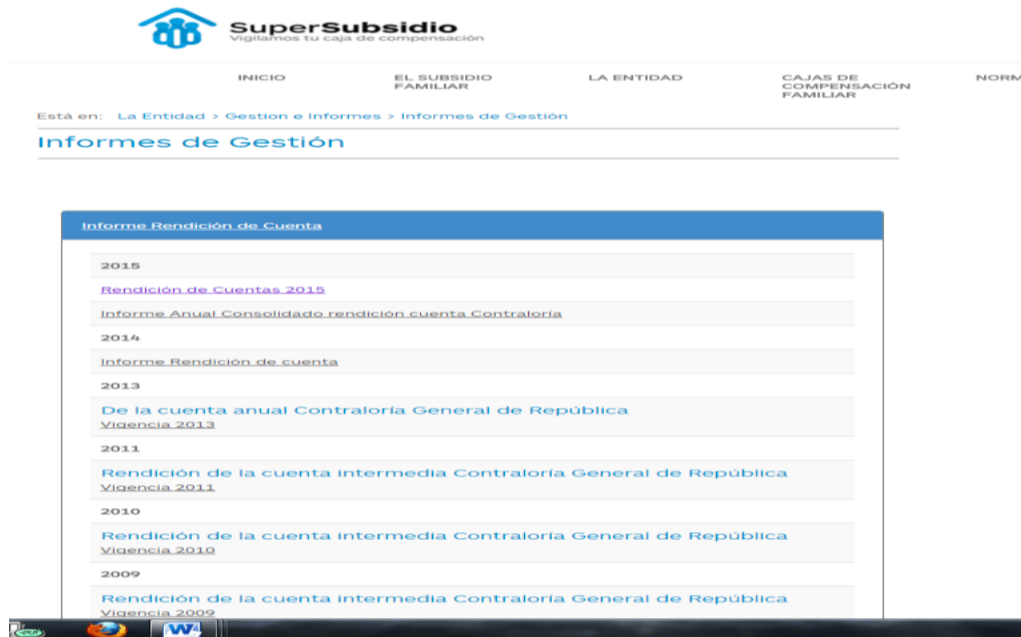 SuperSubsidio
Vigilamos tu caja de compensación
INICIO
EL SUBSIDIO
FAMILIAR
LA ENTIDAD
CAJAS DE
COMPENSACIÓN
FAMILIAR
NORM
Está en: La Entidad > Gestion e Informes > Informes de Gestión
Informes de Gestión
Informe Rendición de Cuenta
2015
Rendición de Cuentas 2015
Informe Anual Consolidado rendición cuenta Contraloría
2014
Informe Rendición de cuenta
2013
De la cuenta anual Contraloría General de República
Vigencia 2013
2011
Rendición de la cuenta intermedia Contraloría General de República
Vigencia 2011
2010
Rendición de la cuenta intermedia Contraloría General de República
Vigencia 2010
2009
Rendición de la cuenta intermedia Contraloría General de República
Vigencia 2009